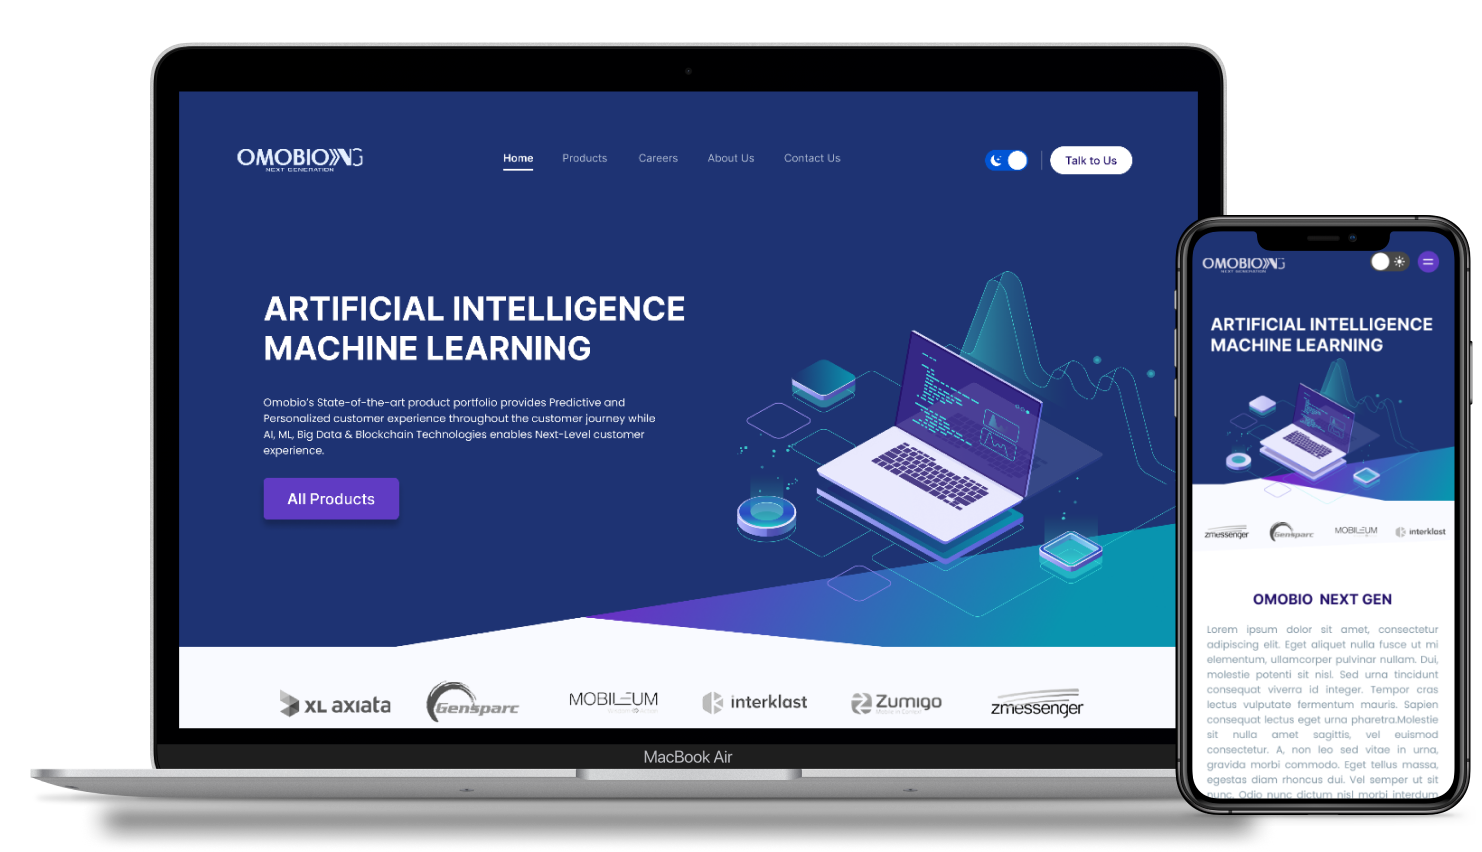 OMOBIO NG
NEXT GENERATION
Home
Products
Careers
About Us
Contact Us
Talk to Us
ARTIFICIAL INTELLIGENCE
MACHINE LEARNING
Omobio's State-of-the-art product portfolio provides Predictive and
Personalized customer experience throughout the customer journey while
AI, ML, Big Data & Blockchain Technologies enables Next-Level customer
experience.
All Products
XL axiata
Gensparc
MOBILEUM
interklast
Zumigo
zmessenger
MacBook Air
OMOBIO NG
NEXT GENERATION
ARTIFICIAL INTELLIGENCE
MACHINE LEARNING
zmessenger
Gensparc
MOBILEUM
interklast
OMOBIO NEXT GEN
Lorem ipsum dolor sit amet, consectetur
adipiscing elit. Eget aliquet nulla fusce ut mi
elementum, ullamcorper pulvinar nullam. Dui,
molestie potenti sit nisl. Sed urna tincidunt
consequat viverra id integer. Tempor cras
lectus vulputate fermentum mauris. Sapien
consequat lectus eget urna pharetra.Molestie
sit nulla amet sagittis, vel euismod
consectetur. A, non leo sed vitae in urna,
gravida morbi commodo. Eget tellus massa,
egestas diam rhoncus dui. Vel semper ut sit
nunc. Odio nunc dictum nisl morbi interdum